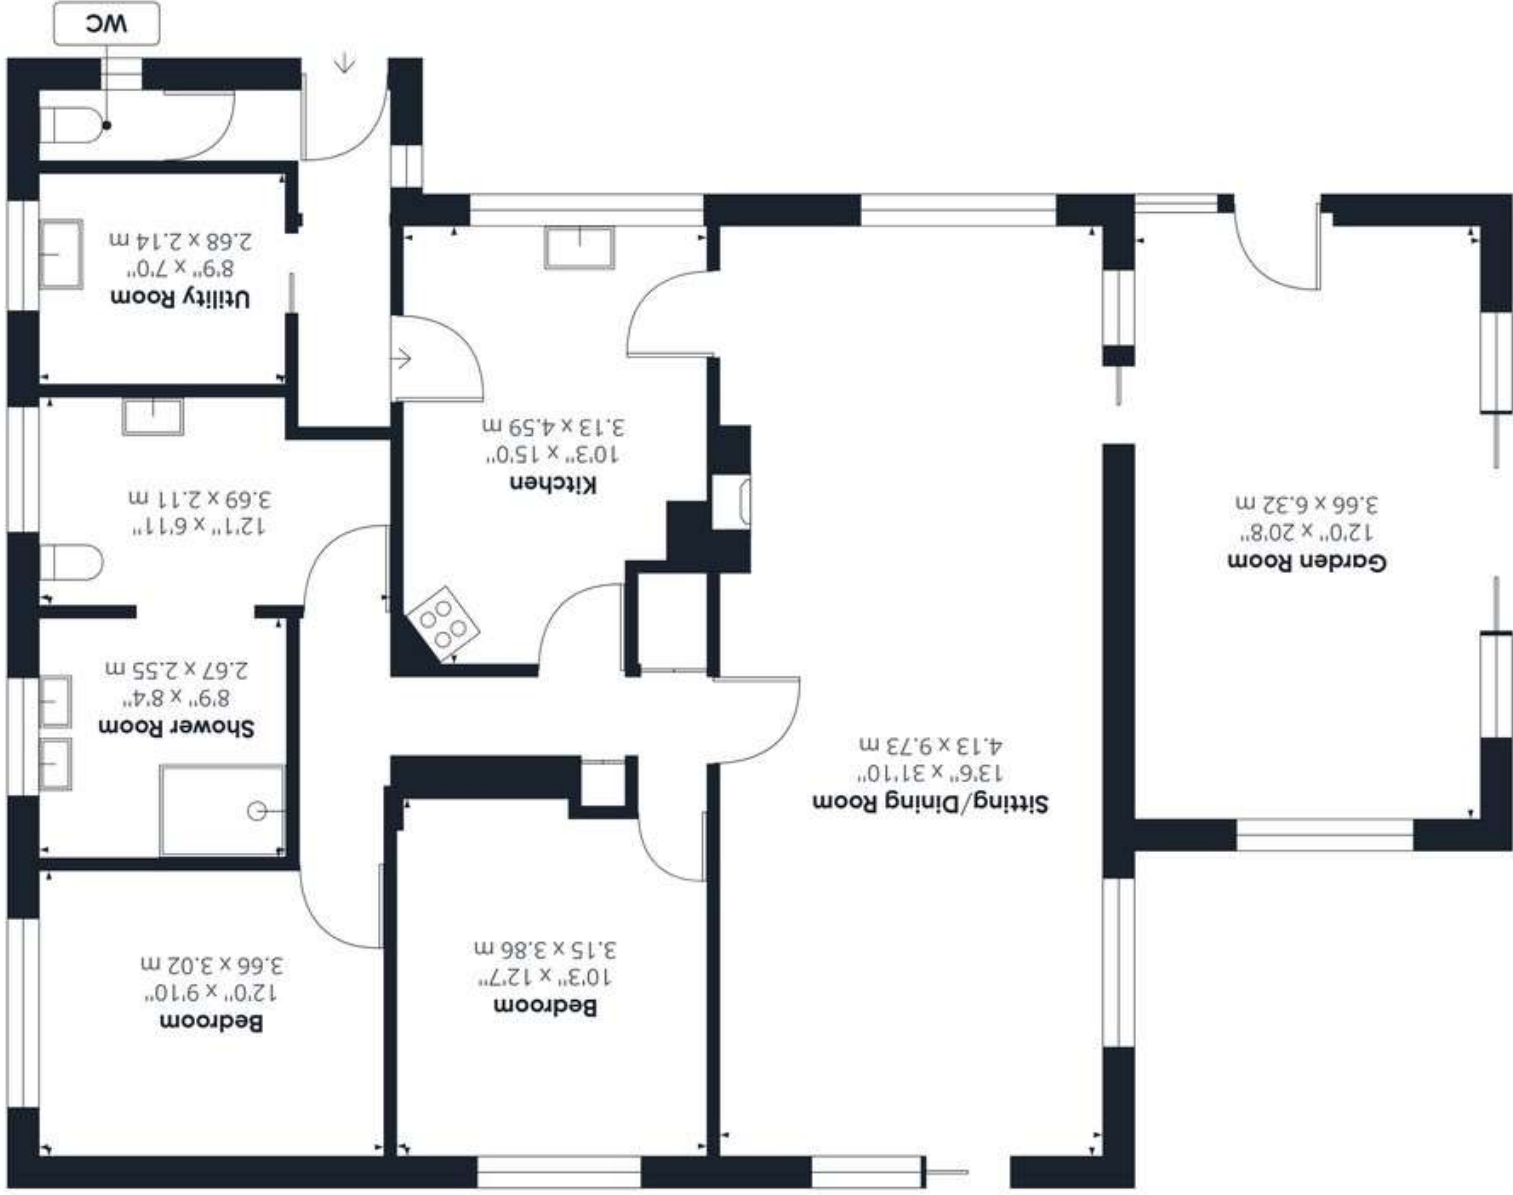 Bedroom
10'3" x 12'7"
3.15 x 3.86 m
Bedroom
12'0" x 9'10"
3.66 x 3.02 m
Sitting/Dining Room
13'6" x 31'10"
4.13 x 9.73 m
Shower Room
8'9" x 8'4"
2.67 x 2.55 m
Garden Room
12'0" x 20'8"
3.66 x 6.32 m
12'1" x 6'11"
3.69 x 2.11 m
Kitchen
10'3" x 15'0"
3.13 x 4.59 m
Utility Room
8'9" x 7'0"
2.68 x 2.14 m
WC